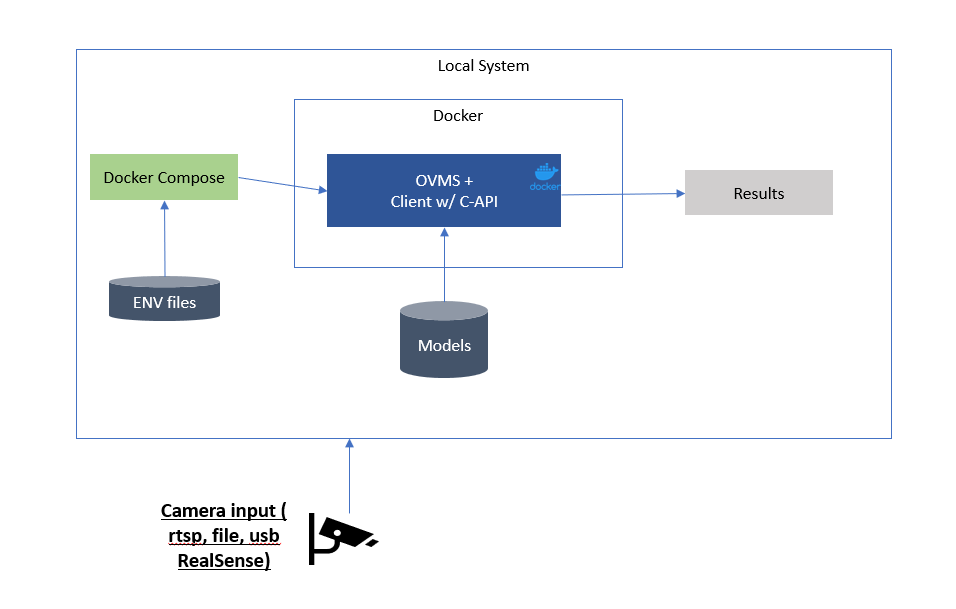 Local System
Docker
Docker Compose
OVMS +
Client w/ C-API
docker
Results
ENV files
Models
Camera input (
rtsp, file, usb
RealSense)